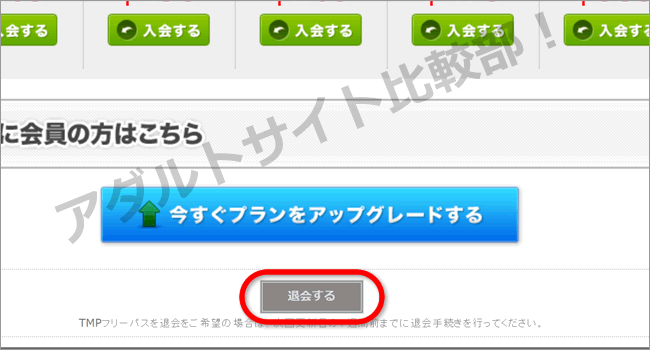 入会する 入会する 入会する 入会する 入会する
に会員の方はこちら
アダルトサイト比較部！
今すぐプランをアップグレードする
退会する
TMPフリーパスを退会をご希望の場合は、 前までに退会手続きを行ってください。